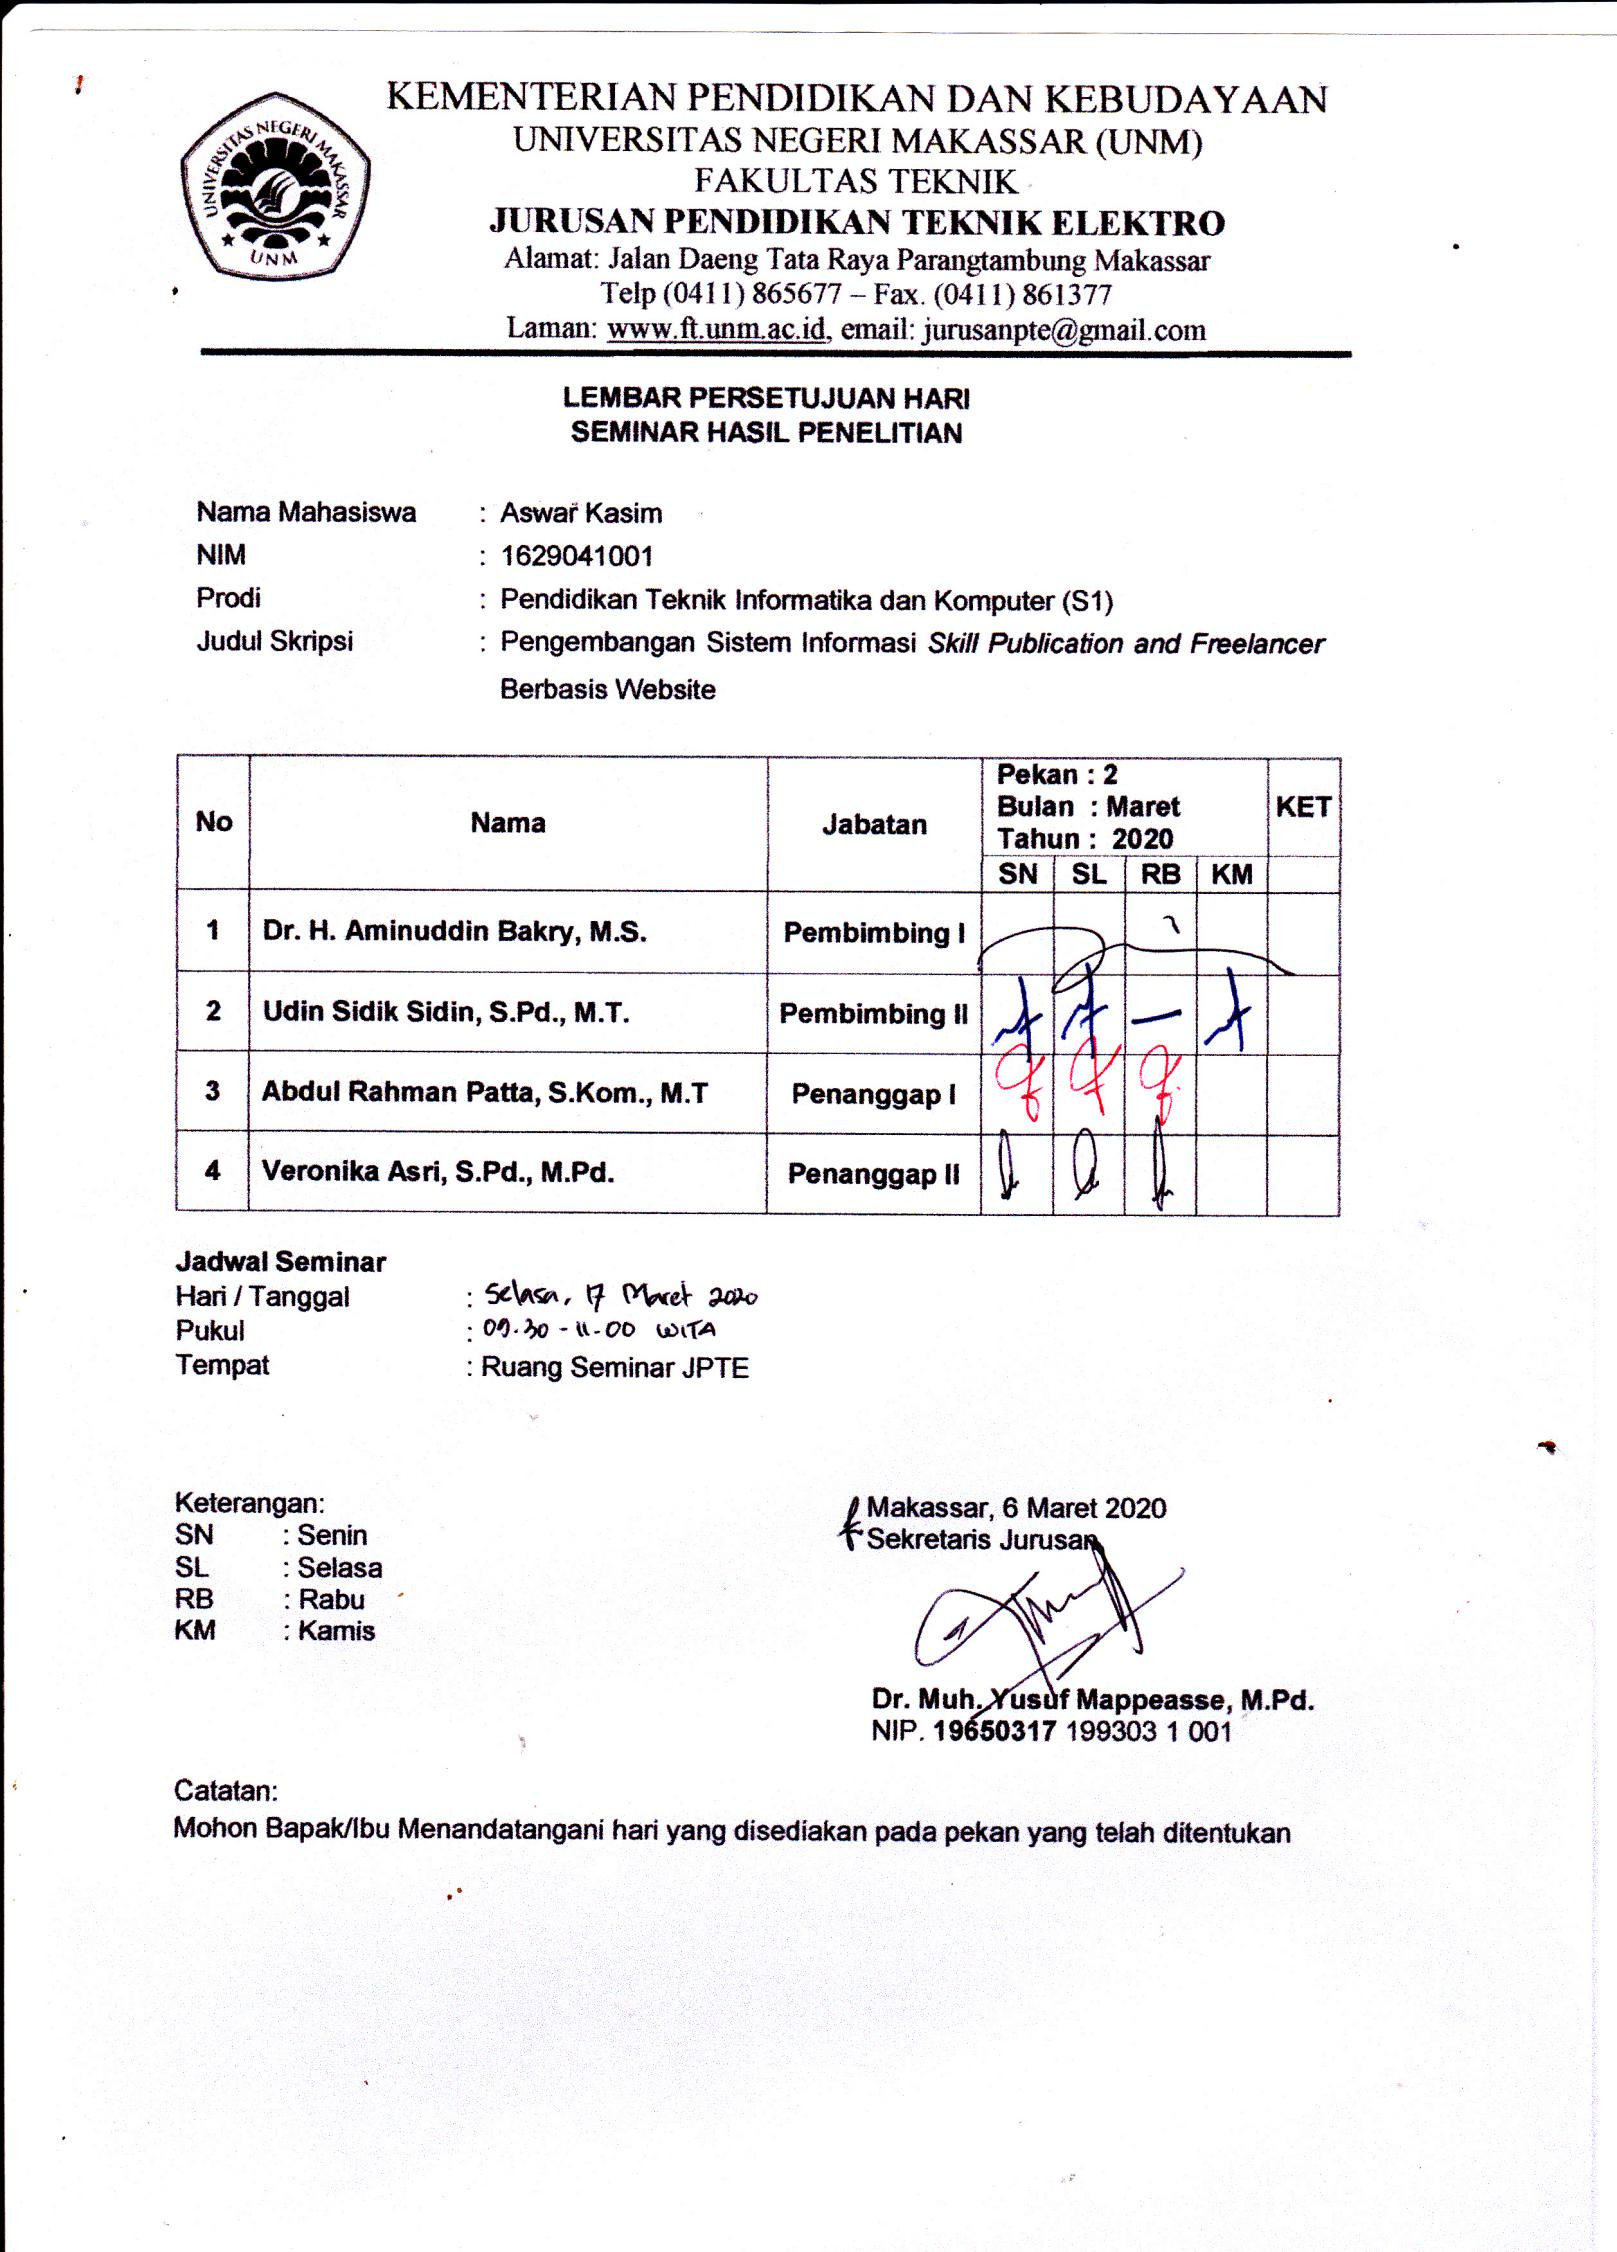 KEMENTERIAN PENDIDIKAN DAN KEBUDAYAAN
UNIVERSITAS NEGERI MAKASSAR (UNM)
FAKULTAS TEKNIK
JURUSAN PENDIDIKAN TEKNIK ELEKTRO
Alamat: Jalan Daeng Tata Raya Parangtambung Makassar
Telp (0411) 865677 – Fax. (0411) 861377
Laman: www.ft.unm.ac.id, email: jurusanpte@gmail.com
UNIVERSITAS NEGERI MAKASSAR
UNM
LEMBAR PERSETUJUAN HARI
SEMINAR HASIL PENELITIAN
Nama Mahasiswa : Aswar Kasim
NIM : 1629041001
Prodi : Pendidikan Teknik Informatika dan Komputer (S1)
Judul Skripsi : Pengembangan Sistem Informasi Skill Publication and Freelancer
Berbasis Website
No Nama Jabatan Pekan : 2 KET
Bulan : Maret
Tahun : 2020
SN SL RB KM
1 Dr. H. Aminuddin Bakry, M.S. Pembimbing I
2 Udin Sidik Sidin, S.Pd., M.T. Pembimbing II
3 Abdul Rahman Patta, S.Kom., M.T Penanggap I
4 Veronika Asri, S.Pd., M.Pd. Penanggap II
Jadwal Seminar
Hari / Tanggal : Selasa, 17 Maret 2020
Pukul : 09.30 - 11.00 WITA
Tempat : Ruang Seminar JPTE
Keterangan:
SN : Senin
SL : Selasa
RB : Rabu
KM : Kamis
Makassar, 6 Maret 2020
Sekretaris Jurusan
Dr. Muh. Yusuf Mappeasse, M.Pd.
NIP. 19650317 199303 1 001
Catatan:
Mohon Bapak/Ibu Menandatangani hari yang disediakan pada pekan yang telah ditentukan